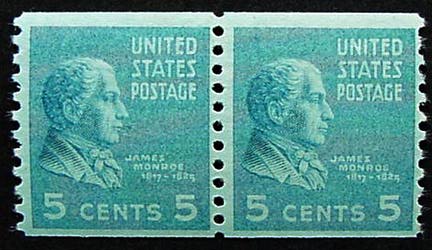 UNITED
STATES
POSTAGE
JAMES
MONROE
1817-1825
5 CENTS 5
UNITED
STATES
POSTAGE
JAMES
MONROE
1817-1825
5 CENTS 5